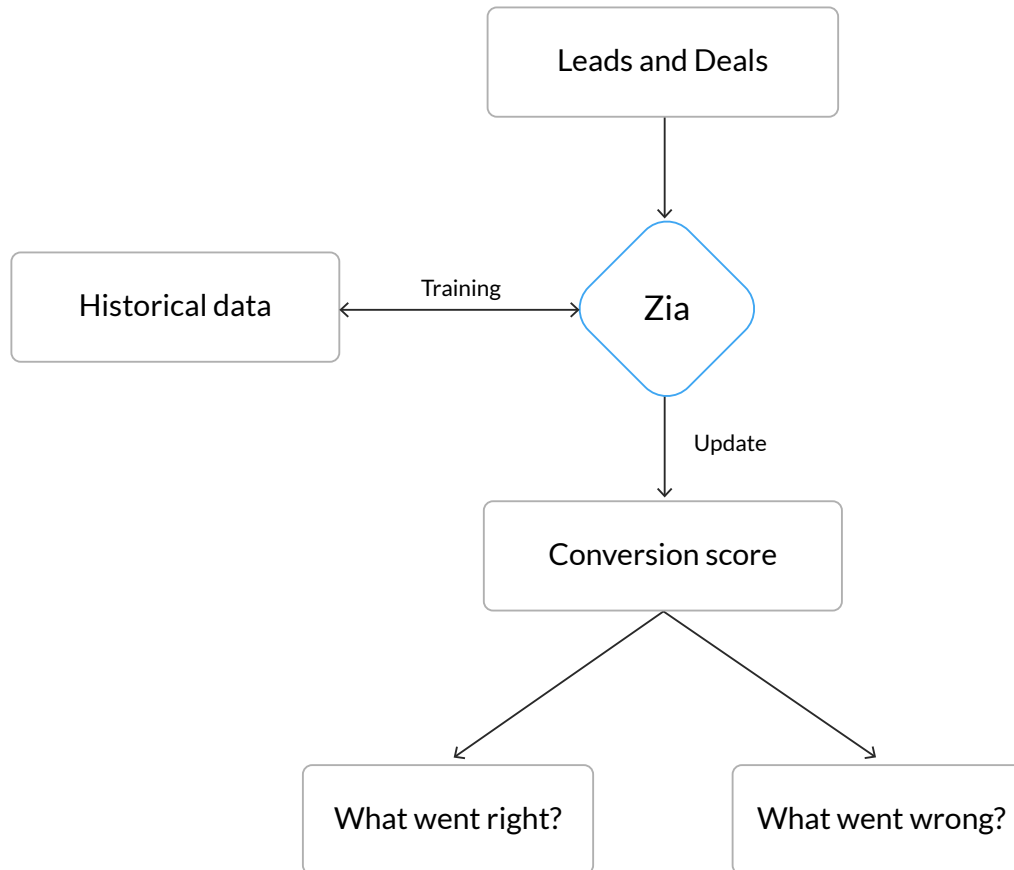 Leads and Deals
Historical data
Training
Zia
Update
Conversion score
What went right?
What went wrong?